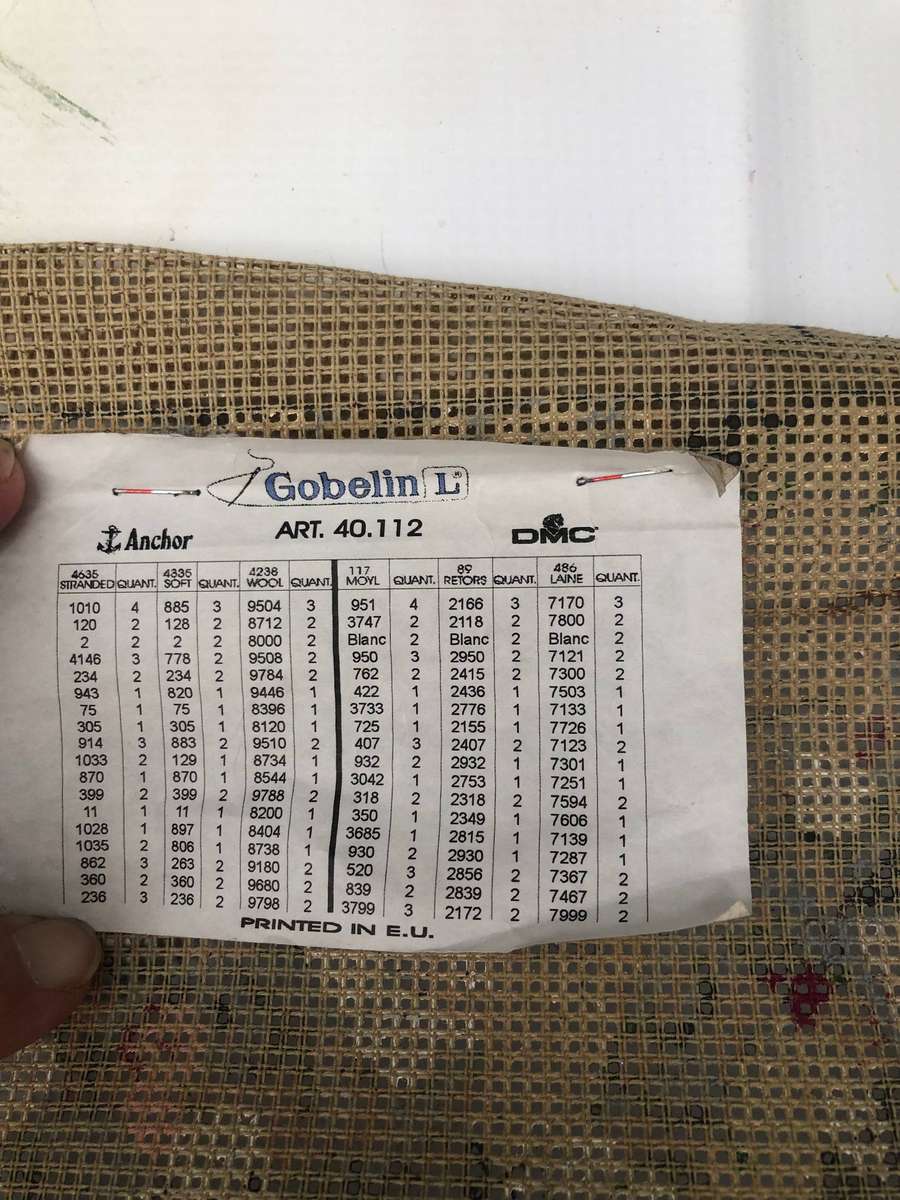 Gobelin L®
Anchor ART. 40.112 DMC
4635 STRANDED QUANT. 4335 SOFT QUANT. 4238 WOOL QUANT. 117 MOYL QUANT. 89 RETORS QUANT. 486 LAINE QUANT.
1010 4 885 3 9504 3 951 4 2166 3 7170 3
120 2 128 2 8712 2 3747 2 2118 2 7800 2
2 2 2 2 8000 2 Blanc 2 Blanc 2 Blanc 2
4146 3 778 2 9508 2 950 3 2950 2 7121 2
234 2 234 2 9784 2 762 2 2415 2 7300 2
943 1 820 1 9446 1 422 1 2436 1 7503 1
75 1 75 1 8396 1 3733 1 2776 1 7133 1
305 1 305 1 8120 1 725 1 2155 1 7726 1
914 3 883 2 9510 2 407 3 2407 2 7123 2
1033 2 129 1 8734 1 932 2 2932 1 7301 1
870 1 870 1 8544 1 3042 1 2753 1 7251 1
399 2 399 2 9788 2 318 2 2318 2 7594 2
11 1 11 1 8200 1 350 1 2349 1 7606 1
1028 1 897 1 8404 1 3685 1 2815 1 7139 1
1035 2 806 1 8738 1 930 2 2930 1 7287 1
862 3 263 2 9180 2 520 3 2856 2 7367 2
360 2 360 2 9680 2 839 2 2839 2 7467 2
236 3 236 2 9798 2 3799 3 2172 2 7999 2
PRINTED IN E.U.